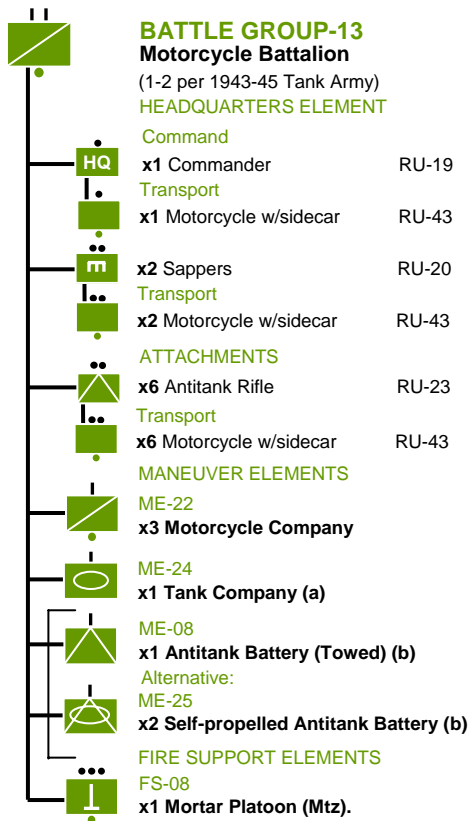 BATTLE GROUP-13
Motorcycle Battalion
(1-2 per 1943-45 Tank Army)
HEADQUARTERS ELEMENT
Command
HQ
x1 Commander RU-19
Transport
x1 Motorcycle w/sidecar RU-43
x2 Sappers RU-20
Transport
x2 Motorcycle w/sidecar RU-43
ATTACHMENTS
x6 Antitank Rifle RU-23
Transport
x6 Motorcycle w/sidecar RU-43
MANEUVER ELEMENTS
ME-22
x3 Motorcycle Company
ME-24
x1 Tank Company (a)
ME-08
x1 Antitank Battery (Towed) (b)
Alternative:
ME-25
x2 Self-propelled Antitank Battery (b)
FIRE SUPPORT ELEMENTS
FS-08
x1 Mortar Platoon (Mtz).